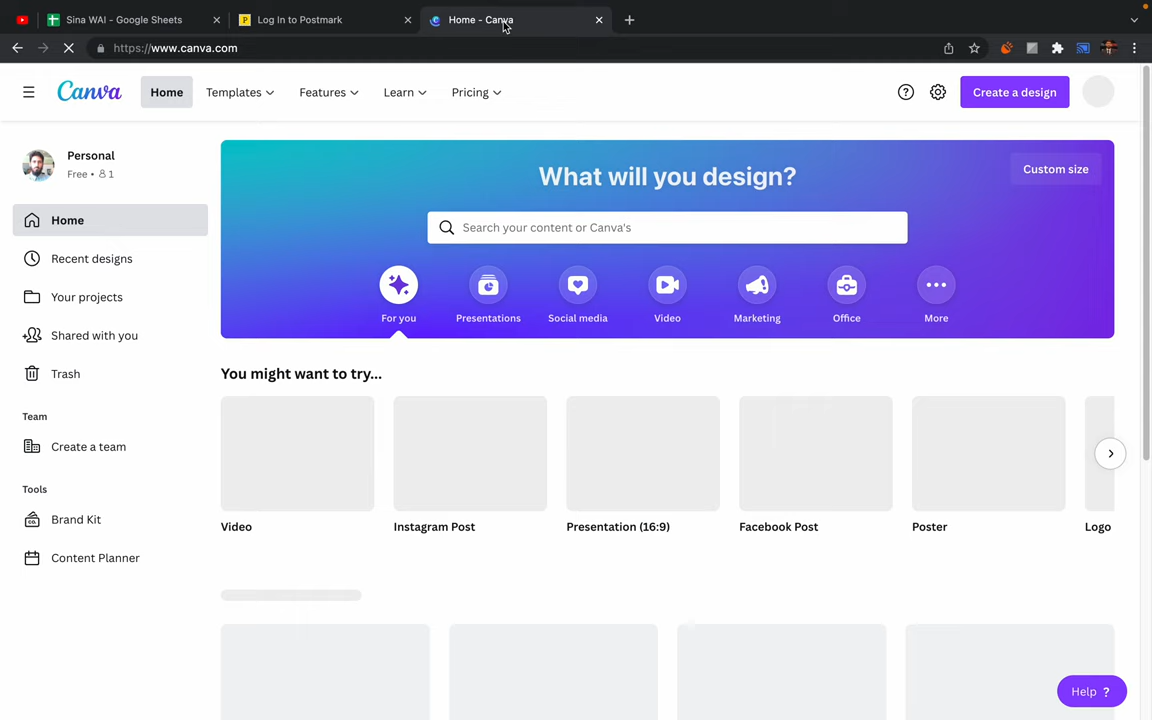 Sina WAI - Google Sheets
Log In to Postmark
Home - Canva
https://www.canva.com
Canva
Home
Templates
Features
Learn
Pricing
Create a design
Personal
Free • 1
Home
Recent designs
Your projects
Shared with you
Trash
Team
Create a team
Tools
Brand Kit
Content Planner
What will you design?
Custom size
Search your content or Canva's
For you
Presentations
Social media
Video
Marketing
Office
More
You might want to try...
Video
Instagram Post
Presentation (16:9)
Facebook Post
Poster
Logo
Help ?